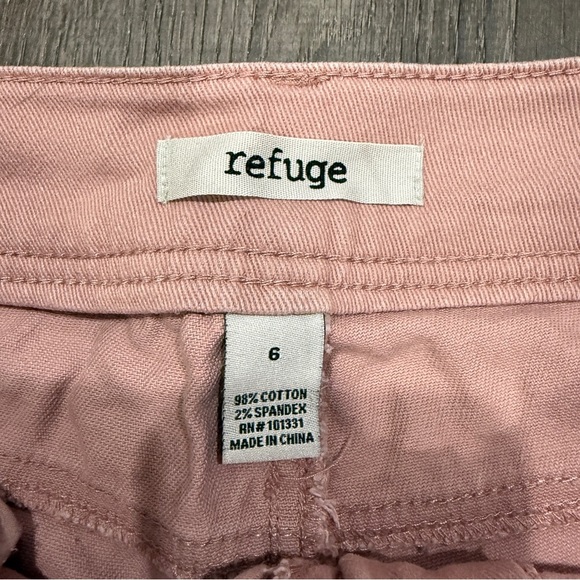 refuge
6
98% COTTON
2% SPANDEX
RN# 101331
MADE IN CHINA